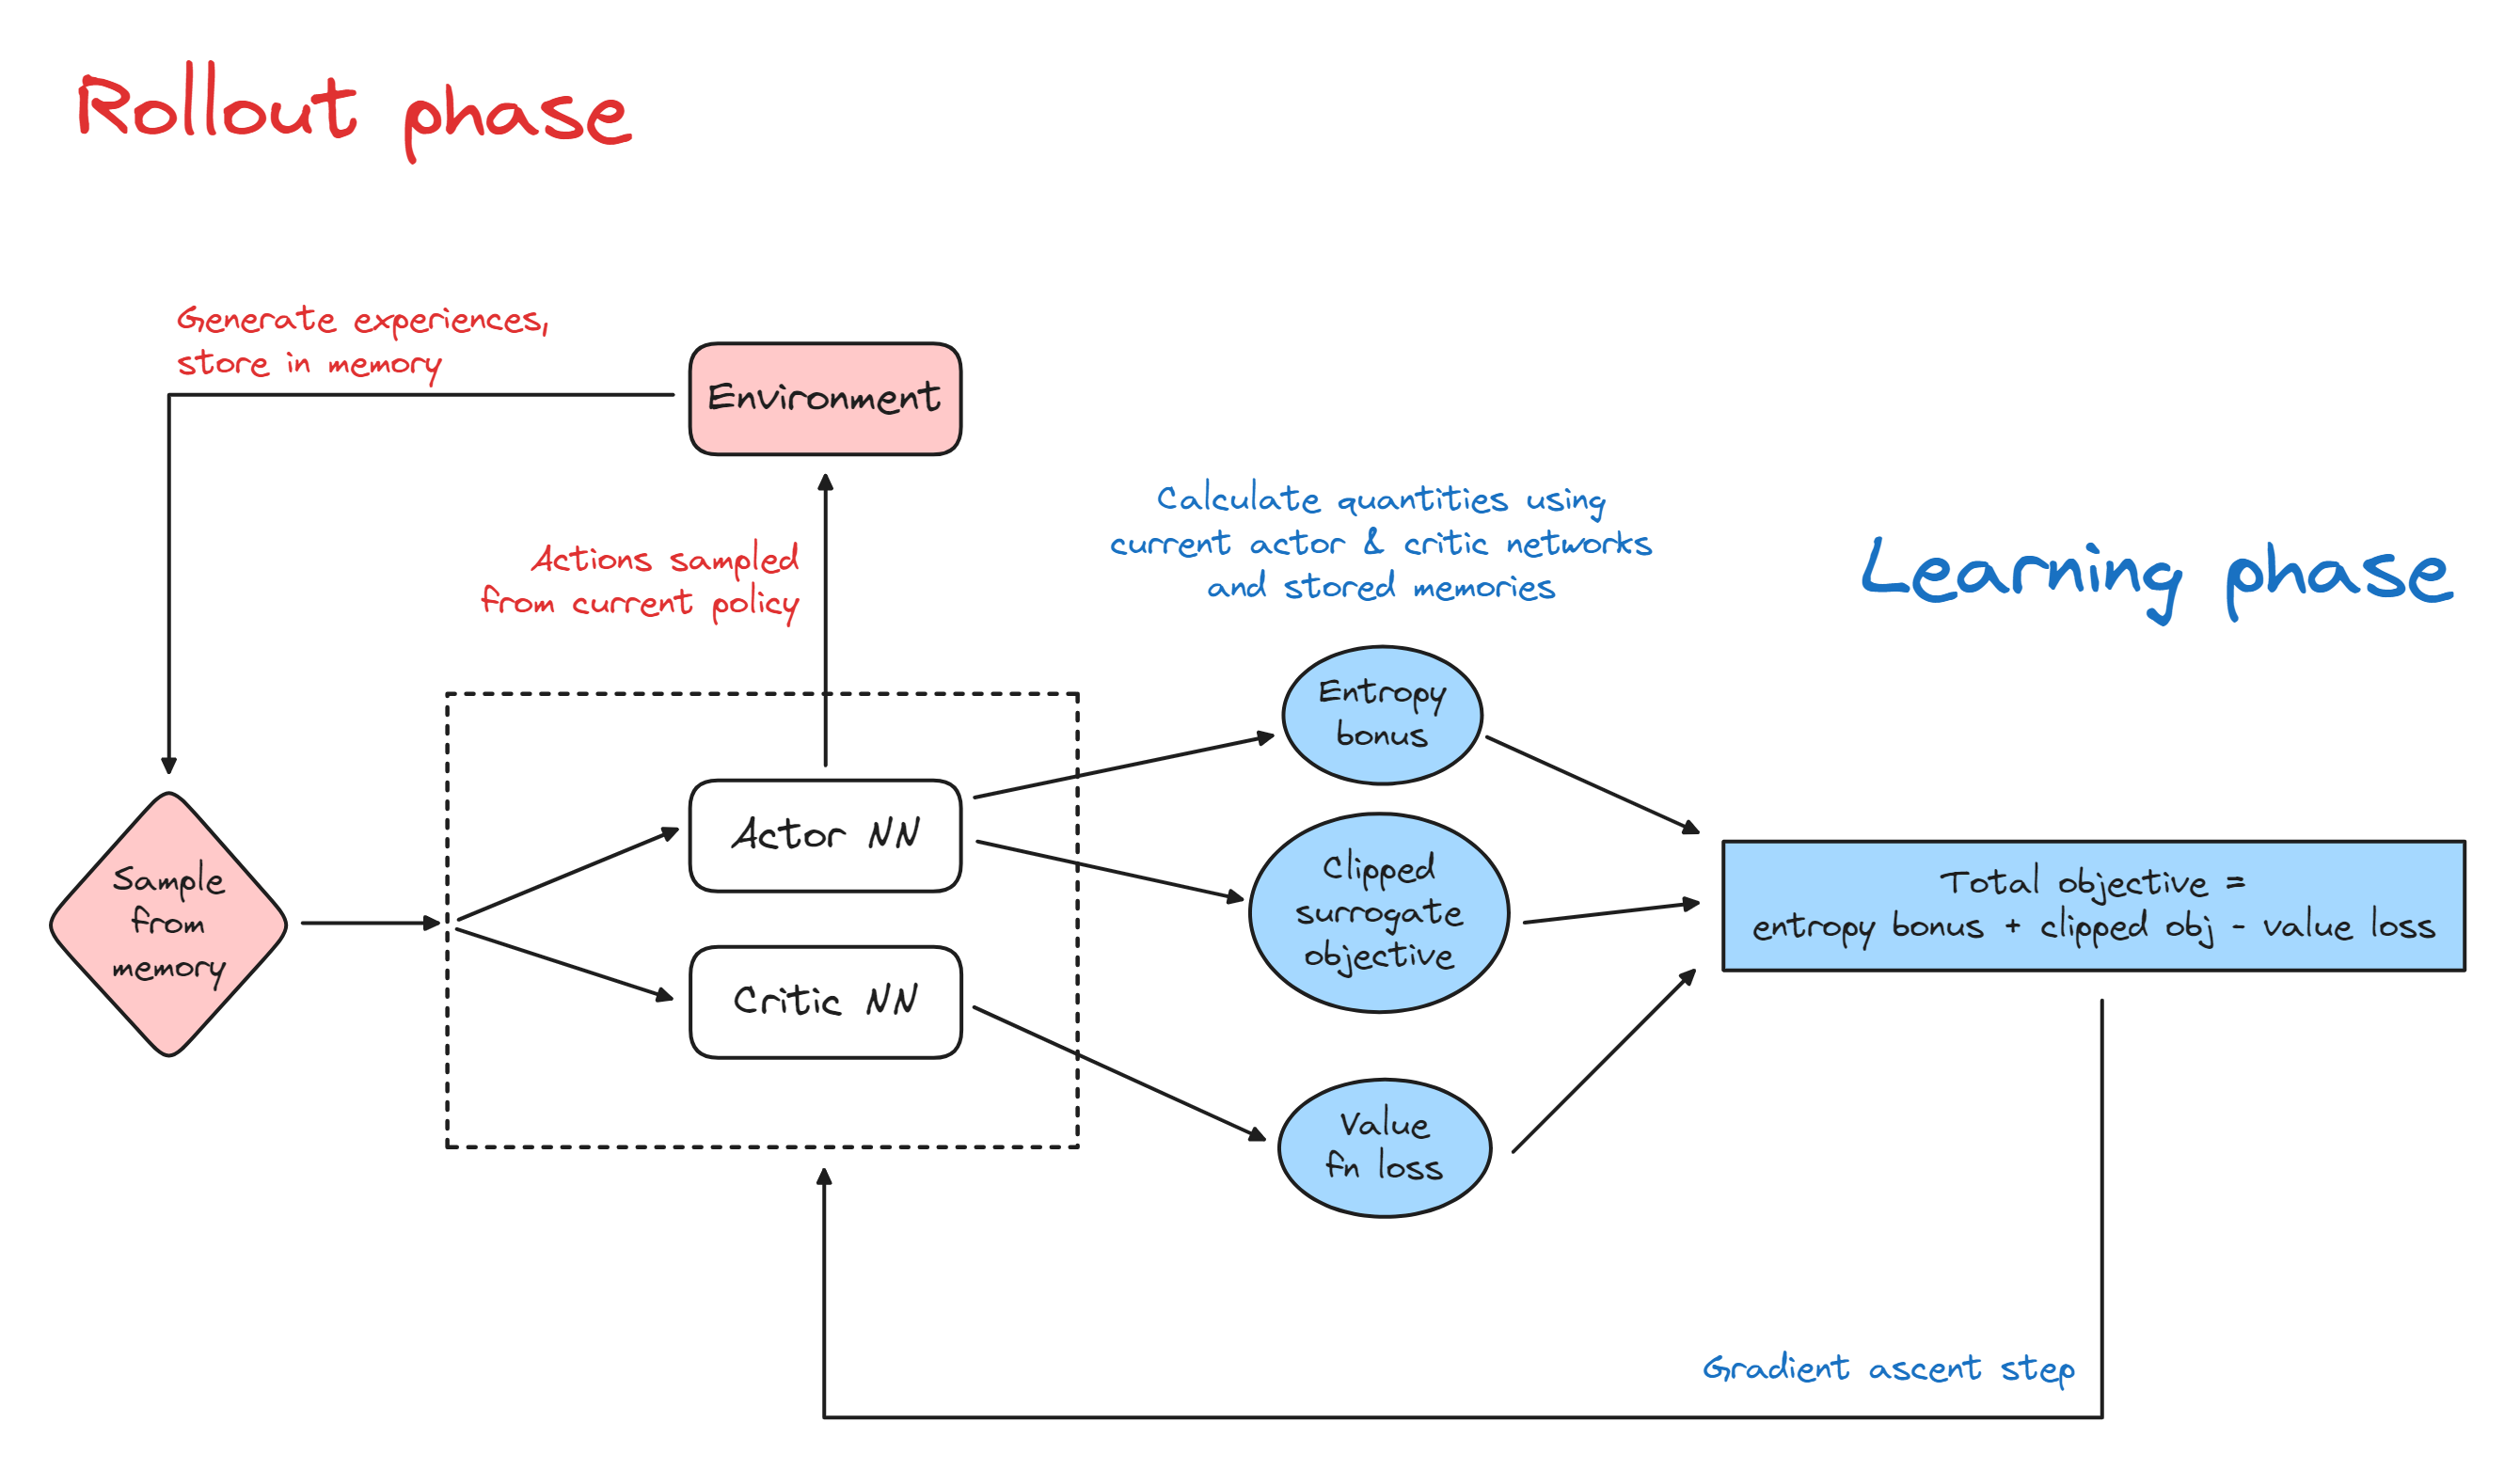 Rollout phase
Generate experiences,
store in memory
Environment
Actions sampled
from current policy
Calculate quantities using
current actor & critic networks
and stored memories
Learning phase
Sample
from
memory
Actor NN
Critic NN
Entropy
bonus
Clipped
surrogate
objective
Value
fn loss
Total objective =
entropy bonus + clipped obj - value loss
Gradient ascent step